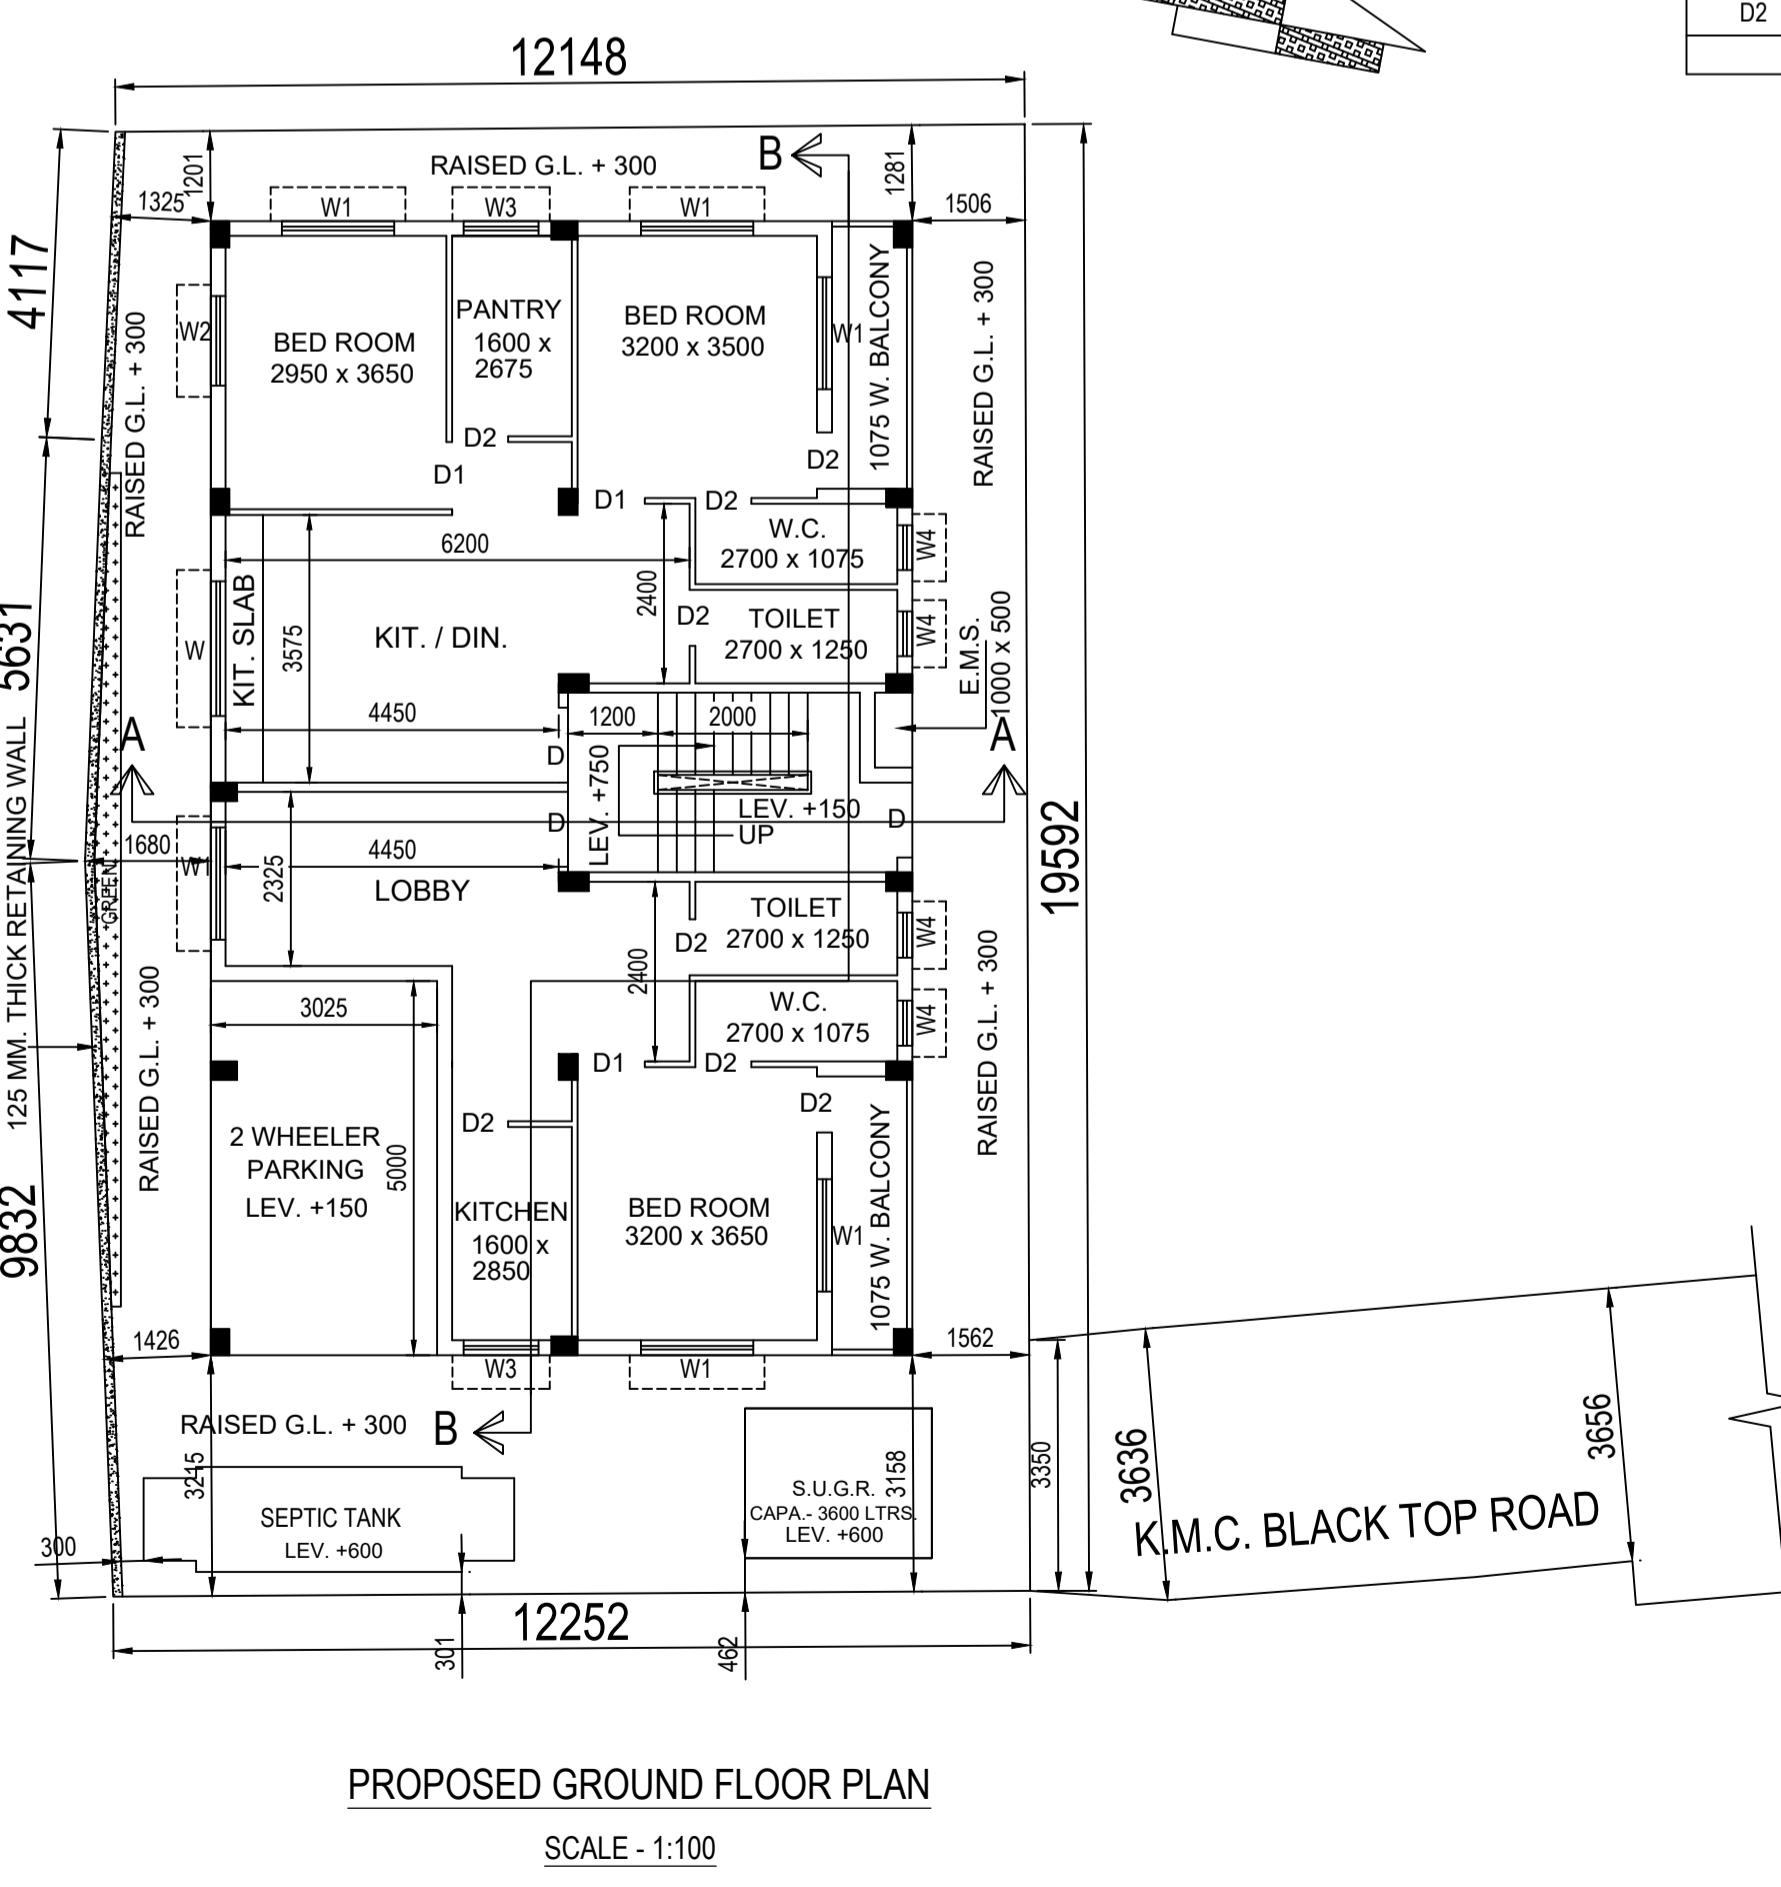 D2
12148
1201
RAISED G.L. + 300
B
1281
1325
W1
W3
W1
1506
4117
RAISED G.L. + 300
W2
BED ROOM
2950 x 3650
PANTRY
1600 x
2675
BED ROOM
3200 x 3500
W1
1075 W. BALCONY
RAISED G.L. + 300
D2
D1
D2
D1
D2
6200
W.C.
2700 x 1075
W4
5631
W
KIT. SLAB
3575
KIT. / DIN.
2400
D2
TOILET
2700 x 1250
W4
E.M.S.
1000 x 500
4450
1200
2000
A
D
LEV. +750
A
D
LEV. +150
UP
D
19592
125 MM. THICK RETAINING WALL
1680
GREEN
W1
2325
4450
LOBBY
TOILET
2700 x 1250
W4
D2
2400
RAISED G.L. + 300
3025
W.C.
2700 x 1075
W4
RAISED G.L. + 300
D1
D2
D2
D2
2 WHEELER
PARKING
LEV. +150
5000
KITCHEN
1600 x
2850
BED ROOM
3200 x 3650
W1
1075 W. BALCONY
9832
1426
W3
W1
1562
RAISED G.L. + 300
B
3215
S.U.G.R.
CAPA.- 3600 LTRS.
LEV. +600
3158
3350
3636
3656
K.M.C. BLACK TOP ROAD
SEPTIC TANK
LEV. +600
300
12252
301
462
PROPOSED GROUND FLOOR PLAN
SCALE - 1:100